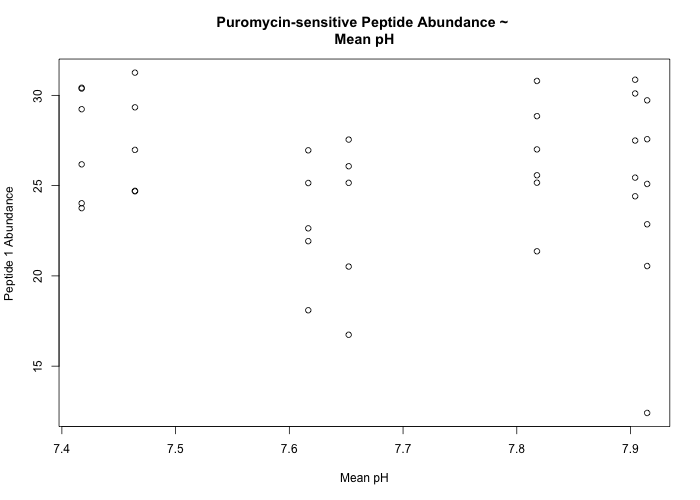 Puromycin-sensitive Peptide Abundance ~
Mean pH
Peptide 1 Abundance
30
25
20
15
7.4 7.5 7.6 7.7 7.8 7.9
Mean pH